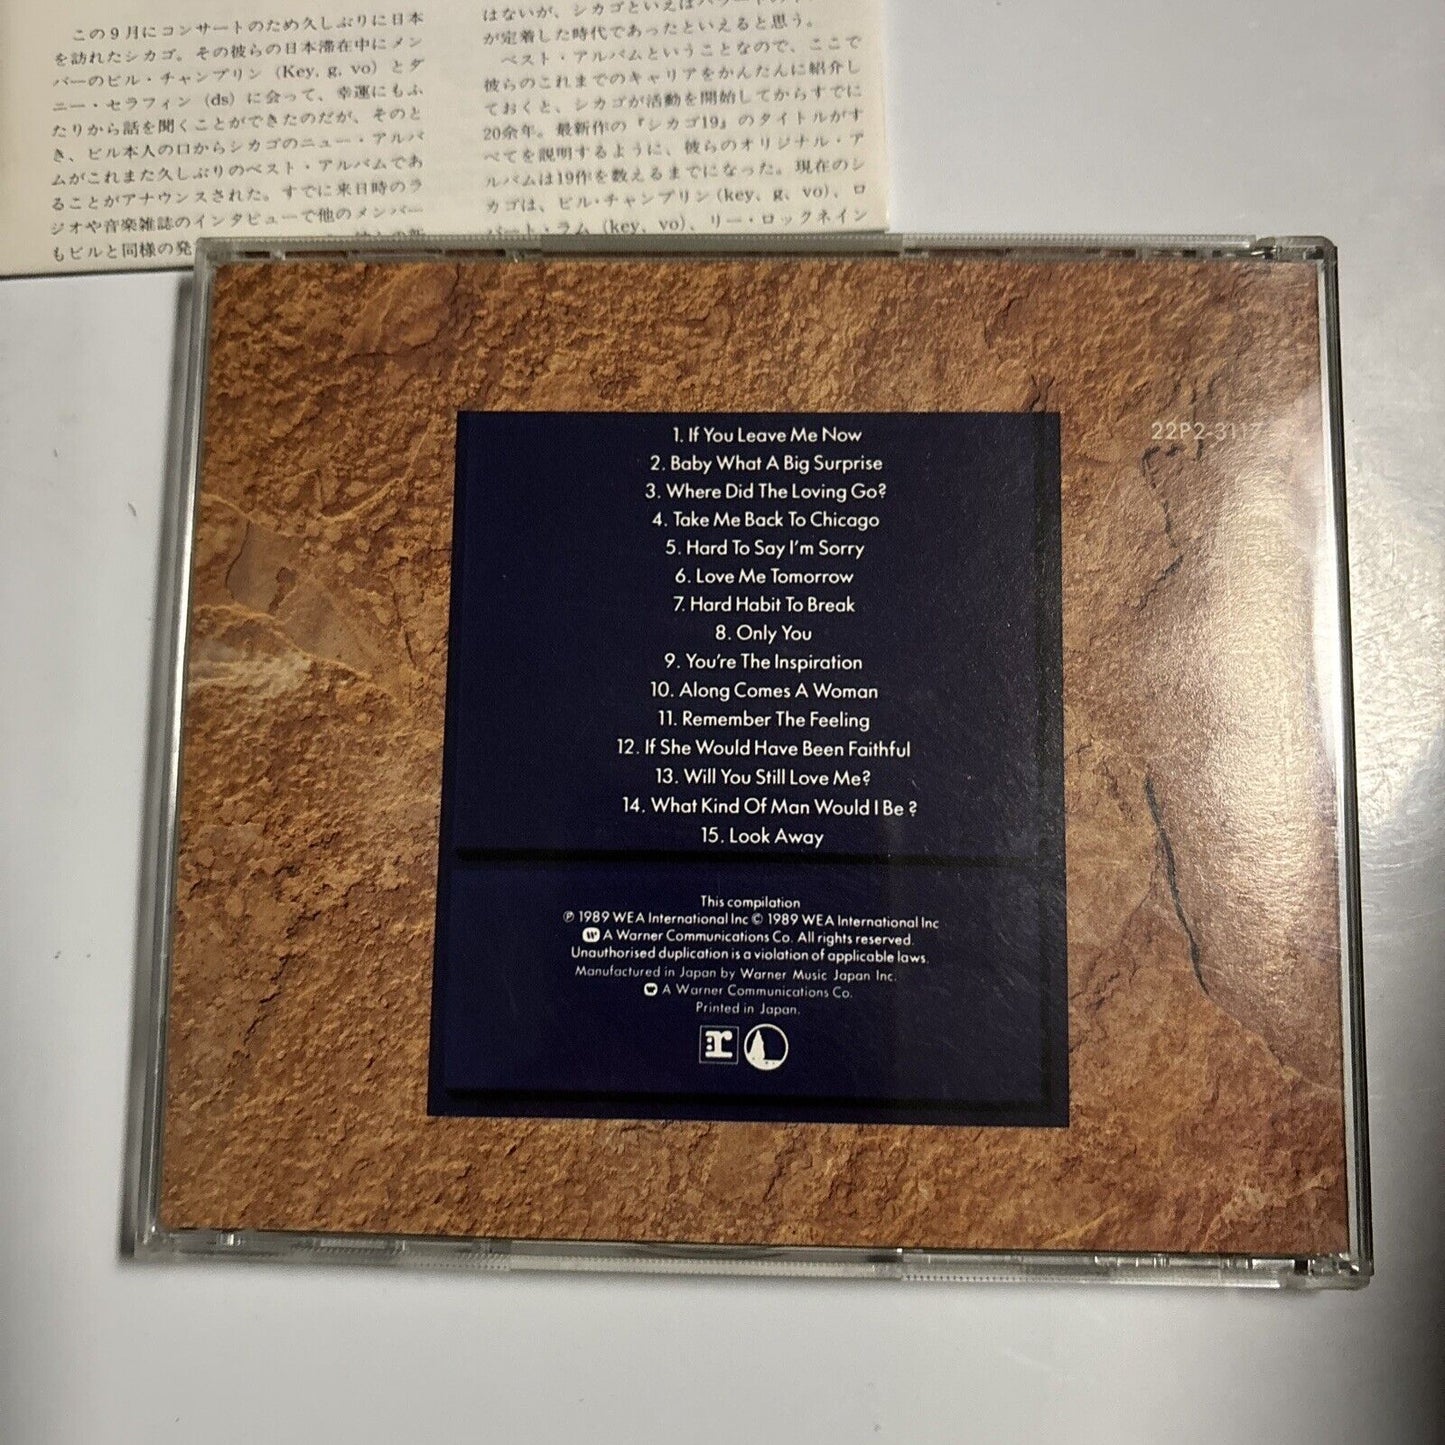 この9月にコンサートのため久しぶりに日本
を訪れたシカゴ。その彼らの日本滞在中にメン
バーのビル・チャンプリン (Key, g, vo) とダ
ニー・セラフィン (ds) に会って、幸運にもふ
たりから話を聞くことができたのだが、そのと
き、ビル本人の口からシカゴのニュー・アルバ
ムがこれまた久しぶりのベスト・アルバムであ
ることがアナウンスされた。すでに来日時のラ
ジオや音楽雑誌のインタビューで他のメンバー
もビルと同様の発
はないが、シカゴといえばバラードの
が定着した時代であったといえると思う。
ベスト・アルバムということなので、ここで
彼らのこれまでのキャリアをかんたんに紹介し
ておくと、シカゴが活動を開始してからすでに
20余年。最新作の『シカゴ19』のタイトルがす
べてを説明するように、彼らのオリジナル・ア
ルバムは19作を数えるまでになった。現在のシ
カゴは、ビル・チャンプリン (key, g, vo)、ロ
バート・ラム (key, vo)、リー・ロックネイン
22P2-3117
1. If You Leave Me Now
2. Baby What A Big Surprise
3. Where Did The Loving Go?
4. Take Me Back To Chicago
5. Hard To Say I'm Sorry
6. Love Me Tomorrow
7. Hard Habit To Break
8. Only You
9. You're The Inspiration
10. Along Comes A Woman
11. Remember The Feeling
12. If She Would Have Been Faithful
13. Will You Still Love Me?
14. What Kind Of Man Would I Be ?
15. Look Away
This compilation
℗ 1989 WEA International Inc © 1989 WEA International Inc
A Warner Communications Co. All rights reserved.
Unauthorised duplication is a violation of applicable laws.
Manufactured in Japan by Warner Music Japan Inc.
A Warner Communications Co.
Printed in Japan.
:r